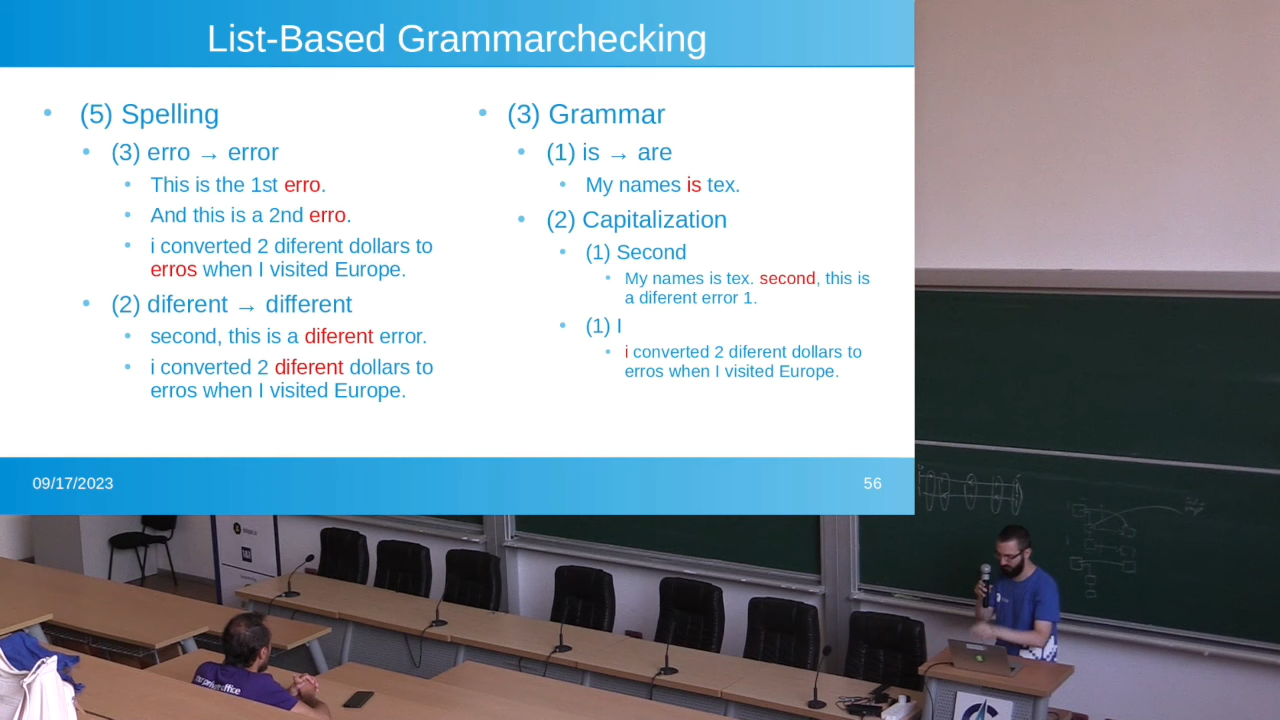 List-Based Grammarchecking
(5) Spelling
(3) erro → error
This is the 1st erro.
And this is a 2nd erro.
i converted 2 diferent dollars to
erros when I visited Europe.
(2) diferent → different
second, this is a diferent error.
i converted 2 diferent dollars to
erros when I visited Europe.
(3) Grammar
(1) is → are
My names is tex.
(2) Capitalization
(1) Second
My names is tex. second, this is
a diferent error 1.
(1) I
i converted 2 diferent dollars to
erros when I visited Europe.
09/17/2023
56